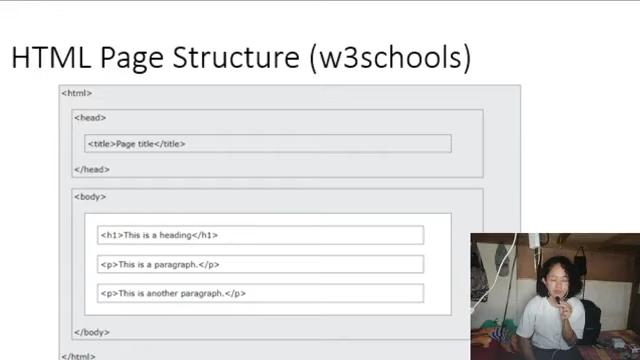 HTML Page Structure (w3schools)
<html>
<head>
<title>Page title</title>
</head>
<body>
<h1>This is a heading</h1>
<p>This is a paragraph.</p>
<p>This is another paragraph.</p>
</body>
</html>